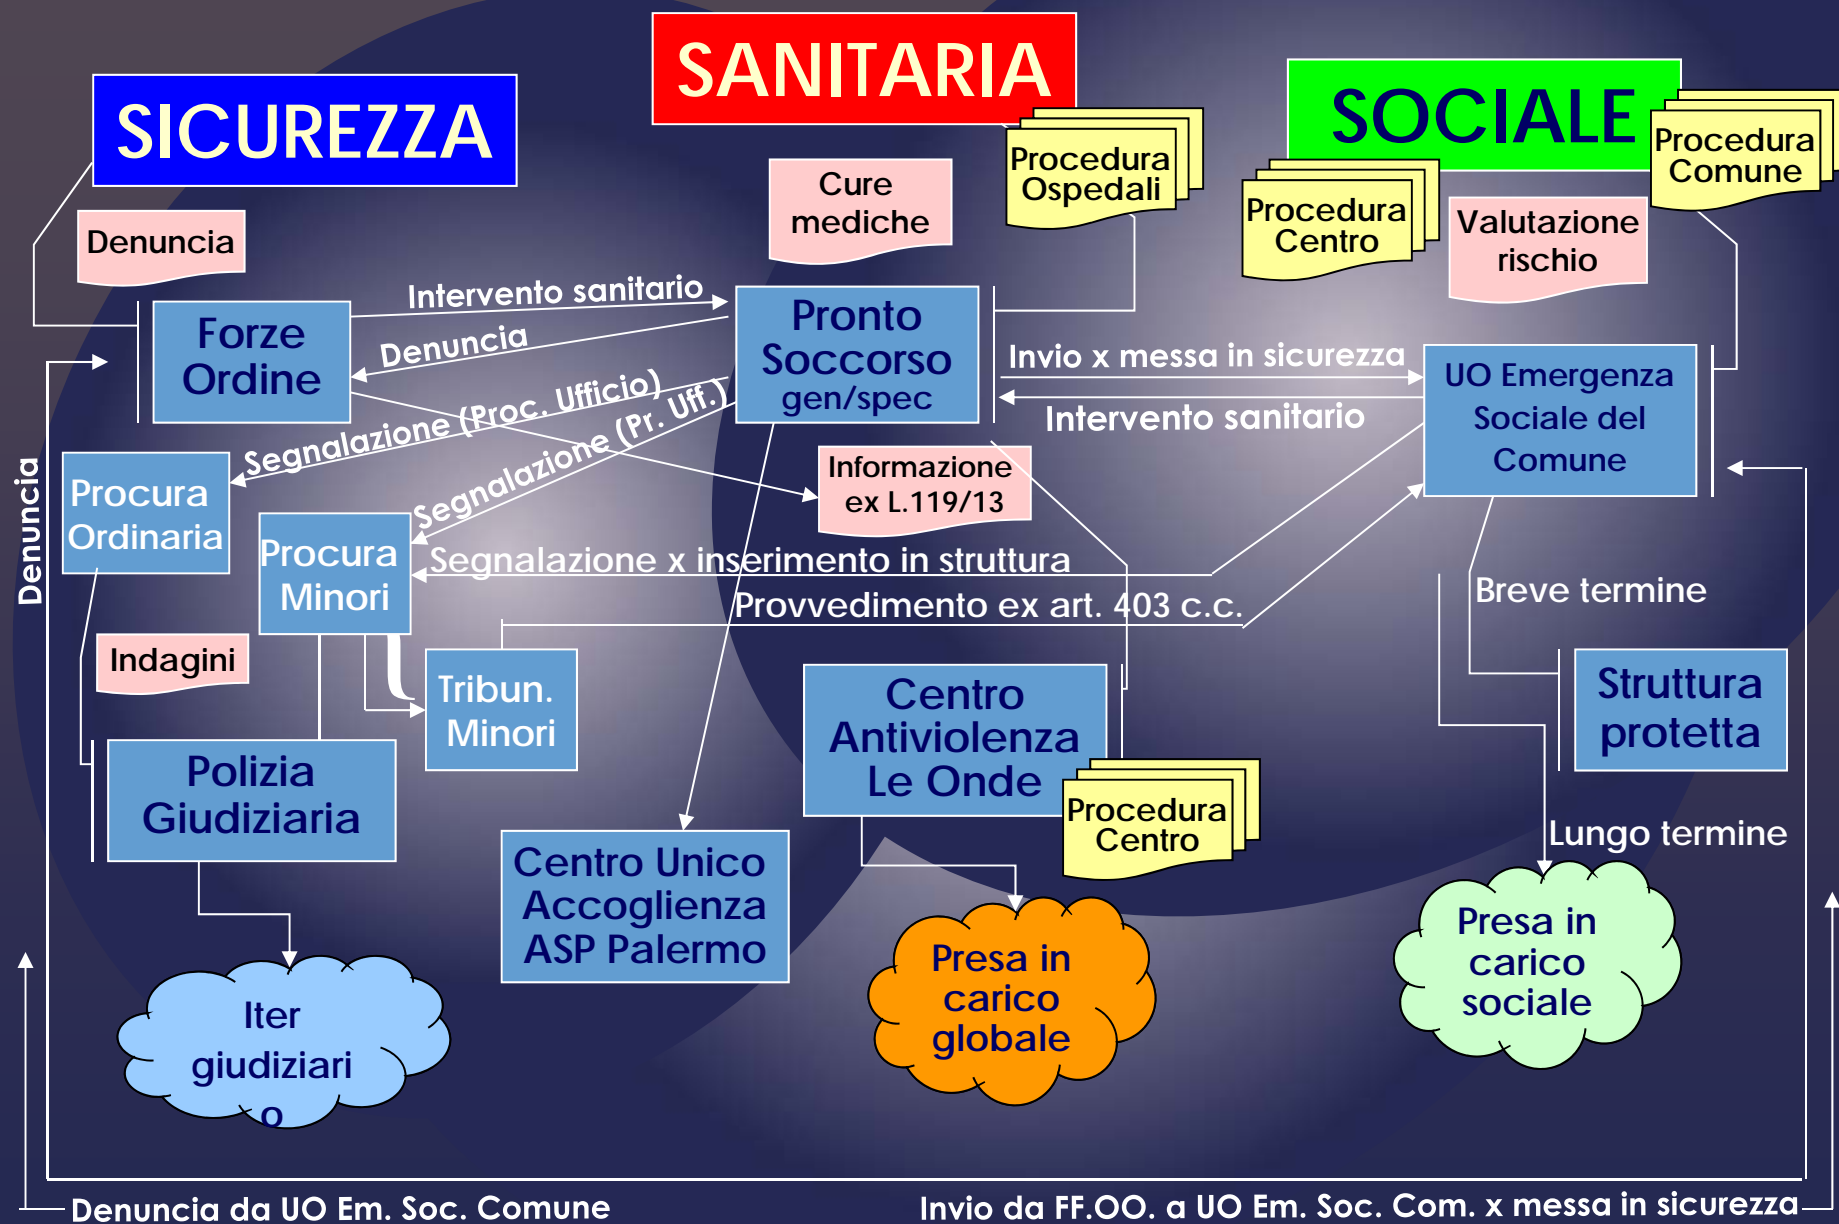 SICUREZZA
SANITARIA
SOCIALE
Procedura
Ospedali
Procedura
Centro
Procedura
Comune
Denuncia
Cure
mediche
Valutazione
rischio
Forze
Ordine
Intervento sanitario
Denuncia
Segnalazione (Proc. Ufficio)
Segnalazione (Pr. Uff.)
Pronto
Soccorso
gen/spec
Invio x messa in sicurezza
Intervento sanitario
UO Emergenza
Sociale del
Comune
Denuncia
Procura
Ordinaria
Procura
Minori
Informazione
ex L.119/13
Segnalazione x inserimento in struttura
Provvedimento ex art. 403 c.c.
Breve termine
Indagini
Tribun.
Minori
Centro
Antiviolenza
Le Onde
Procedura
Centro
Struttura
protetta
Polizia
Giudiziaria
Centro Unico
Accoglienza
ASP Palermo
Lungo termine
Iter
giudiziari
o
Presa in
carico
globale
Presa in
carico
sociale
Denuncia da UO Em. Soc. Comune
Invio da FF.OO. a UO Em. Soc. Com. x messa in sicurezza